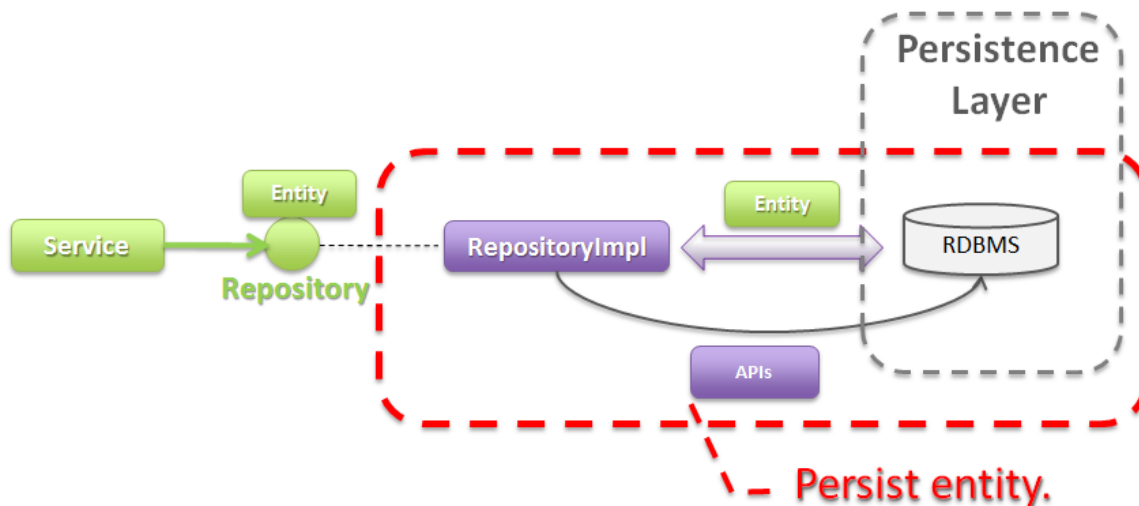 Persistence
Layer
Entity
Entity
Service
RepositoryImpl
RDBMS
Repository
APIs
Persist entity.